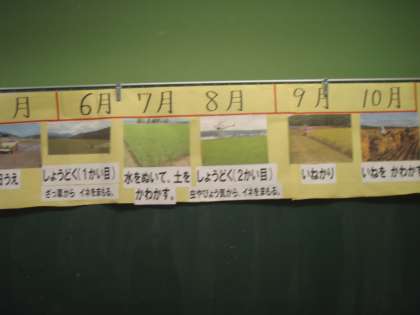 月
6月
7月
8月
9月
10月
田うえ
しょうどく(1かい目)
ざっ草から イネをまもる。
水をぬいて、土を
かわかす。
しょうどく(2かい目)
虫やびょう気から、イネをまもる。
いねかり
いねを かわかす